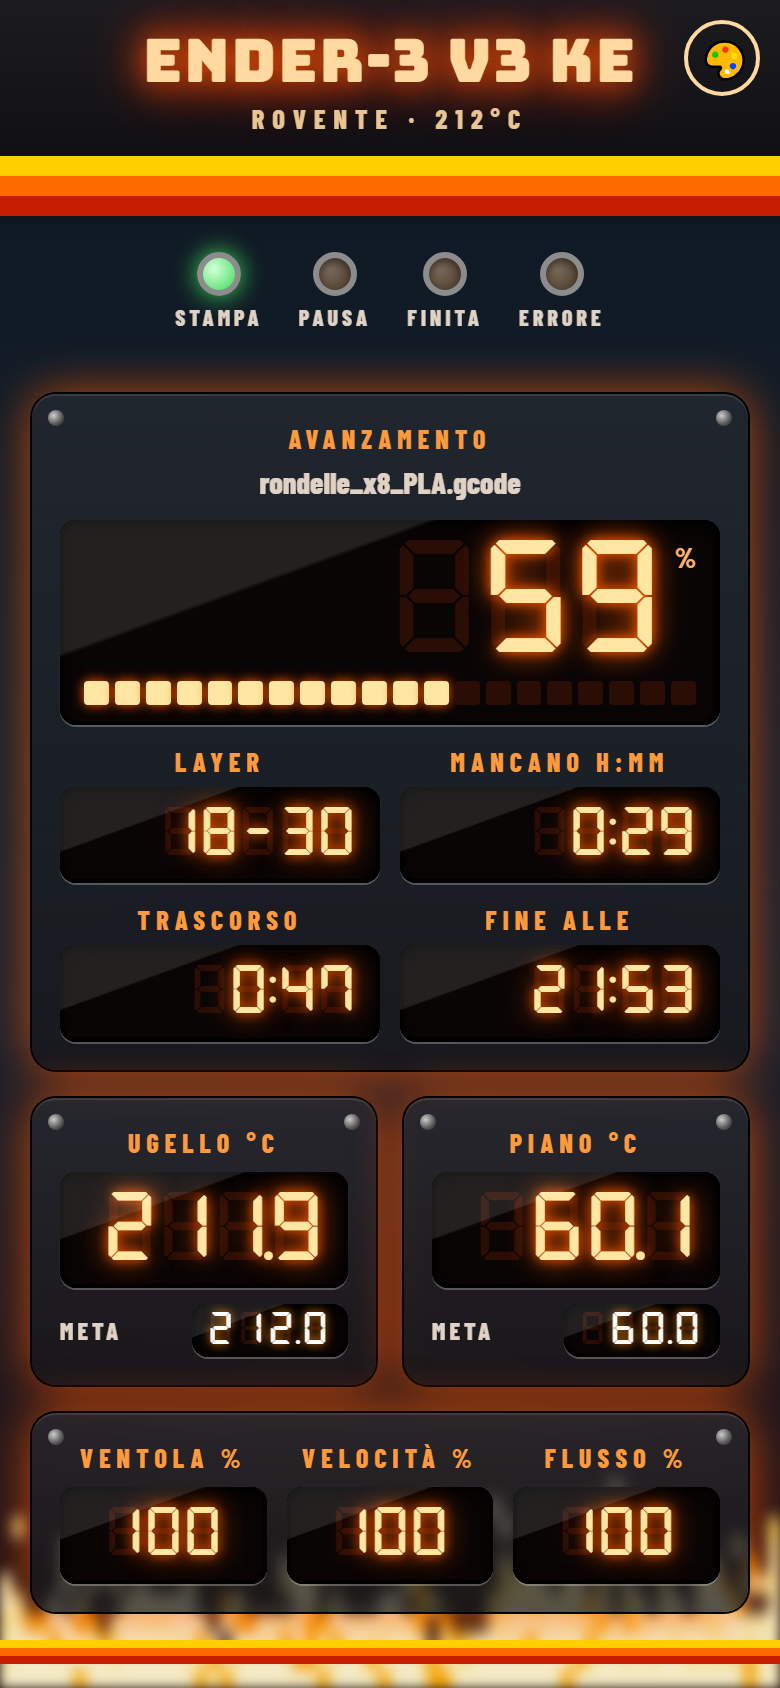 ENDER-3 V3 KE
ROVENTE · 212°C
STAMPA PAUSA FINITA ERRORE
AVANZAMENTO
rondelle_x8_PLA.gcode
59 %
LAYER MANCANO H:MM
18-30 0:29
TRASCORSO FINE ALLE
0:47 21:53
UGELLO °C PIANO °C
211.9 60.1
META 212.0 META 60.0
VENTOLA % VELOCITÀ % FLUSSO %
100 100 100